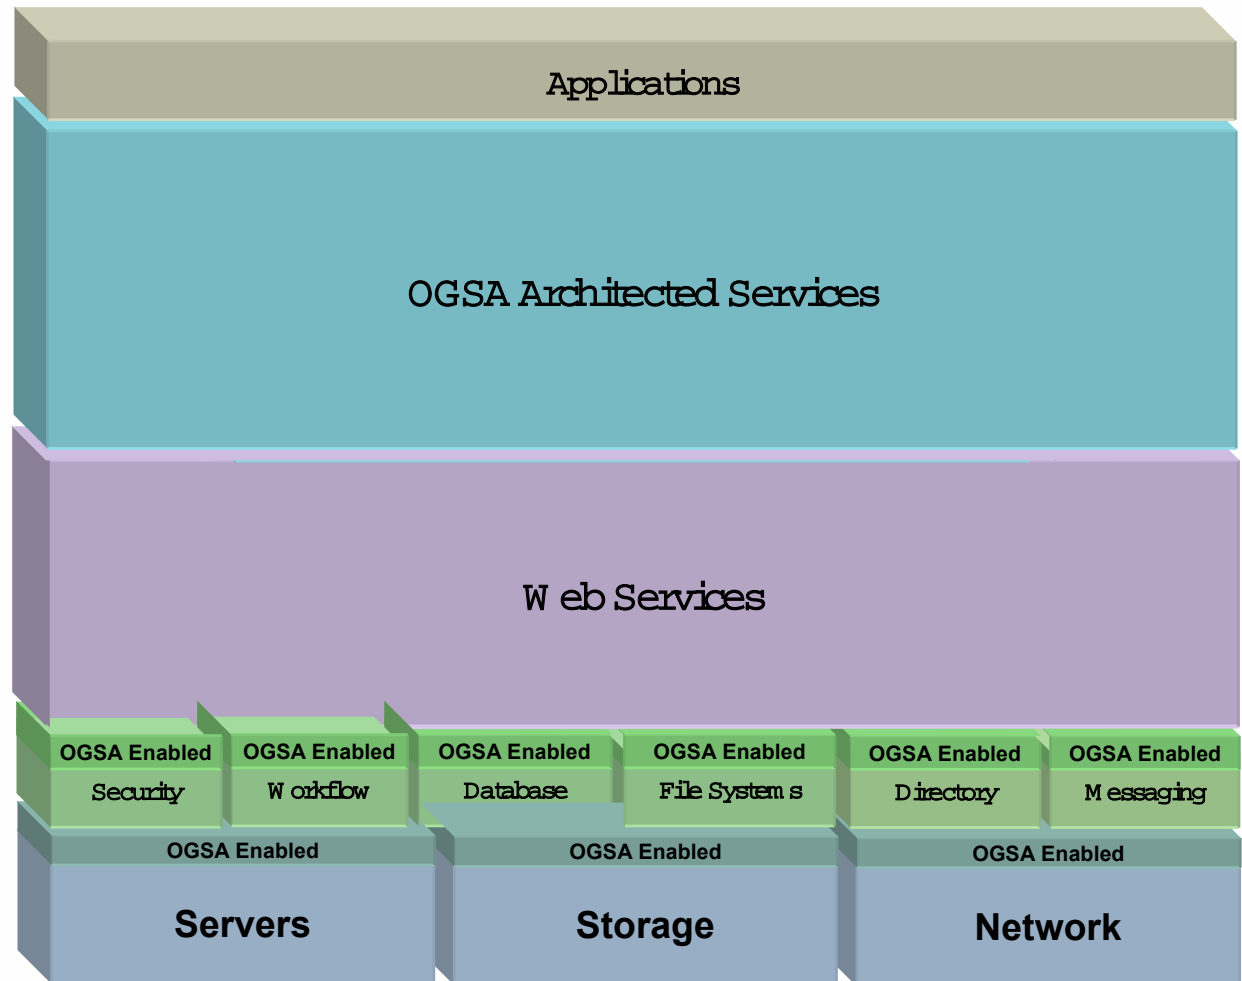 Applications
OGSA Architected Services
Web Services
OGSA Enabled OGSA Enabled OGSA Enabled OGSA Enabled OGSA Enabled OGSA Enabled
Security Workflow Database File Systems Directory Messaging
OGSA Enabled OGSA Enabled OGSA Enabled
Servers Storage Network